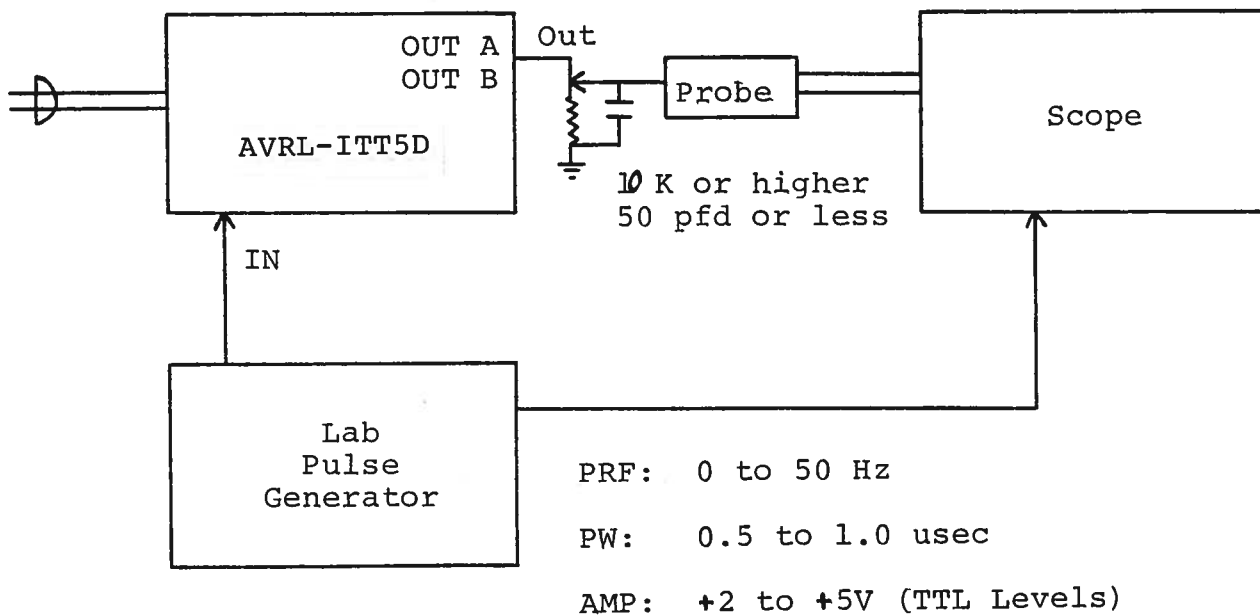 OUT A
OUT B
Out
AVRL-ITT5D
Probe
Scope
10 K or higher
50 pfd or less
IN
Lab
Pulse
Generator
PRF: 0 to 50 Hz
PW: 0.5 to 1.0 usec
AMP: +2 to +5V (TTL Levels)